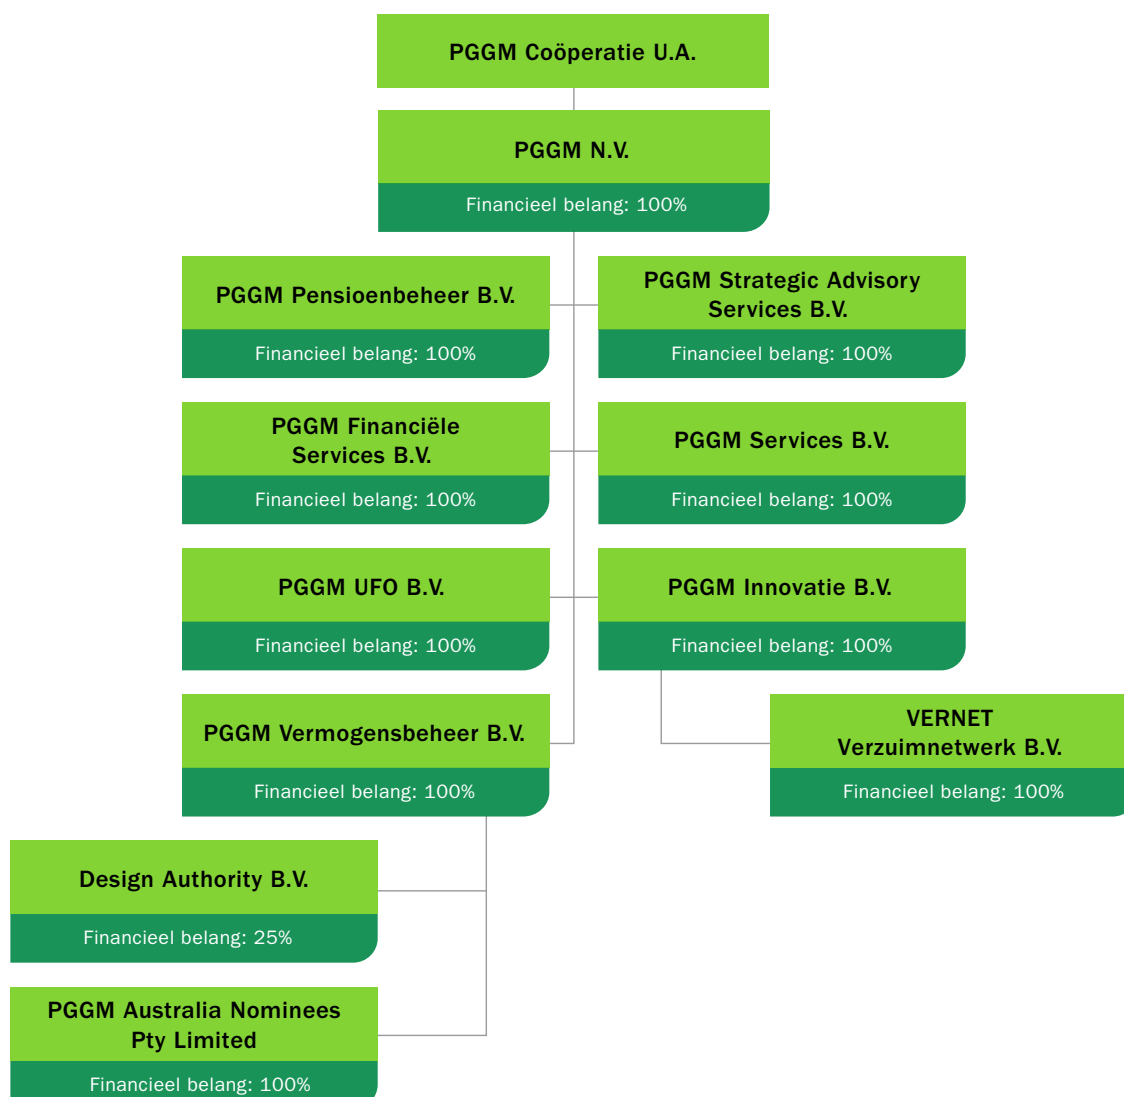 PGGM Coöperatie U.A.
PGGM N.V.
Financieel belang: 100%
PGGM Pensioenbeheer B.V.
Financieel belang: 100%
PGGM Strategic Advisory
Services B.V.
Financieel belang: 100%
PGGM Financiële
Services B.V.
Financieel belang: 100%
PGGM Services B.V.
Financieel belang: 100%
PGGM UFO B.V.
Financieel belang: 100%
PGGM Innovatie B.V.
Financieel belang: 100%
PGGM Vermogensbeheer B.V.
Financieel belang: 100%
VERNET
Verzuimnetwerk B.V.
Financieel belang: 100%
Design Authority B.V.
Financieel belang: 25%
PGGM Australia Nominees
Pty Limited
Financieel belang: 100%